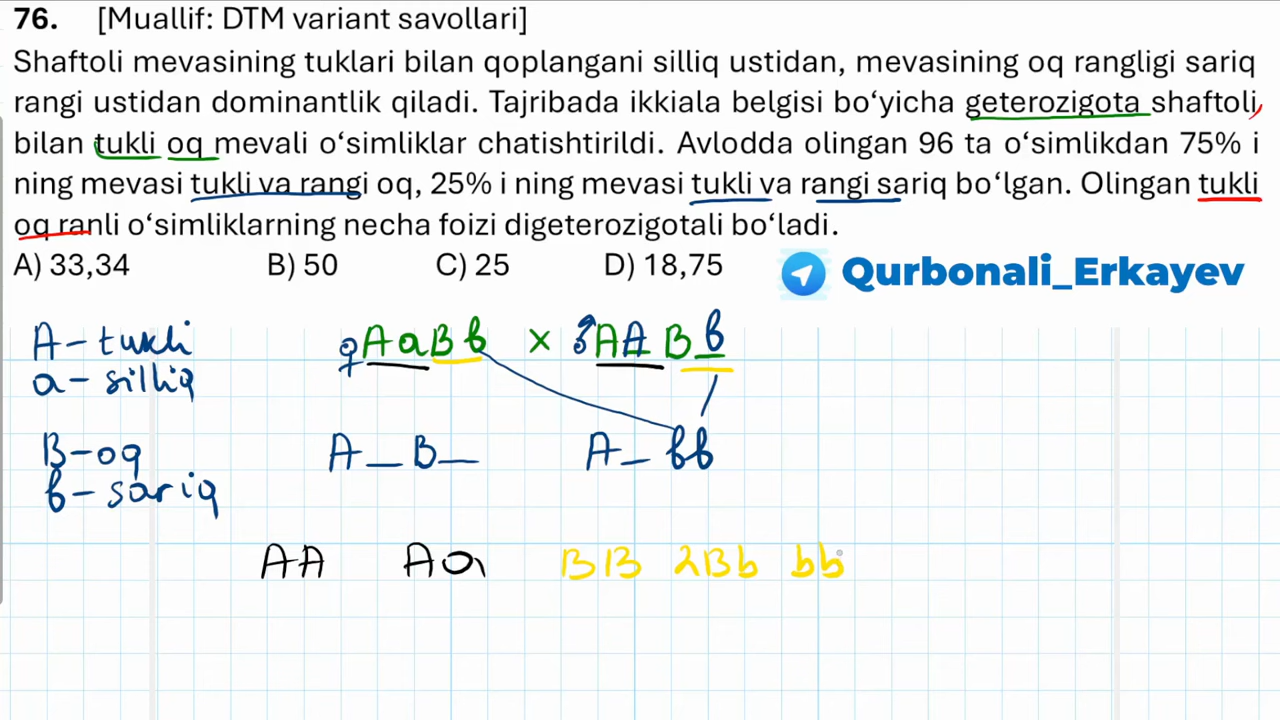 76. [Muallif: DTM variant savollari]
Shaftoli mevasining tuklari bilan qoplangani silliq ustidan, mevasining oq rangligi sariq
rangi ustidan dominantlik qiladi. Tajribada ikkiala belgisi bo‘yicha geterozigota shaftoli,
bilan tukli oq mevali o‘simliklar chatishtirildi. Avlodda olingan 96 ta o‘simlikdan 75% i
ning mevasi tukli va rangi oq, 25% i ning mevasi tukli va rangi sariq bo‘lgan. Olingan tukli
oq ranli o‘simliklarning necha foizi digeterozigotali bo‘ladi.
A) 33,34 B) 50 C) 25 D) 18,75
Qurbonali_Erkayev
A – tukli ♀AaBb × ♂AABb
a – silliq
B – oq A_B_ A_bb
b – sariq
AA Aa BB 2Bb bb